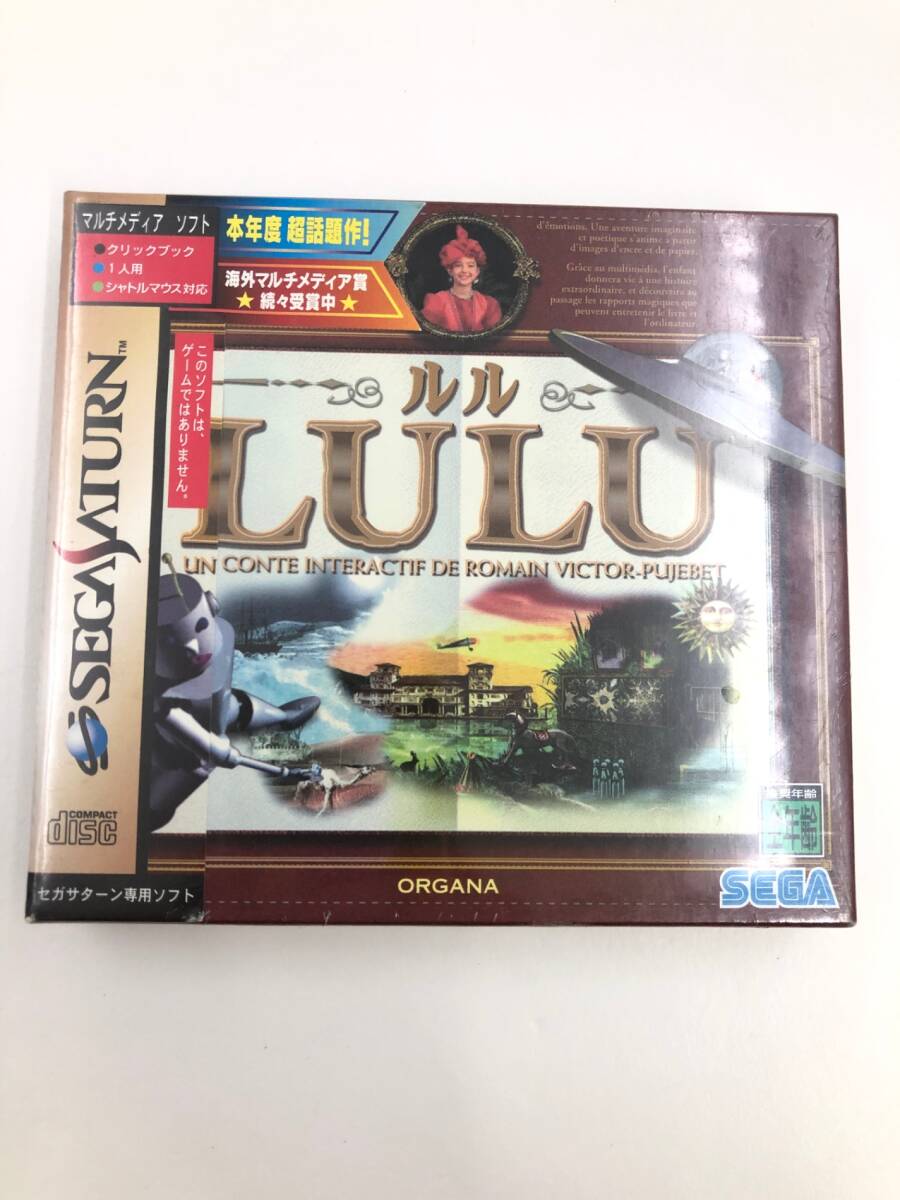 マルチメディア ソフト
●クリックブック
●1人用
●シャトルマウス対応
本年度 超話題作!
海外マルチメディア賞
★ 続々受賞中 ★
d'émotions. Une aventure imaginaire
et poétique s'anime à partir
d'images d'encre et de papier.
Grâce au multimédia, l'enfant
donnera vie à une histoire
extraordinaire, et découvrira au
passage les rapports magiques que
peuvent entretenir le livre et
l'ordinateur.
このソフトは、
ゲームではありません。
SEGA SATURN™
ルル
LULU
UN CONTE INTERACTIF DE ROMAIN VICTOR-PUJEBET
COMPACT
disc
セガサターン専用ソフト
ORGANA
推奨年齢
全年齢
SEGA